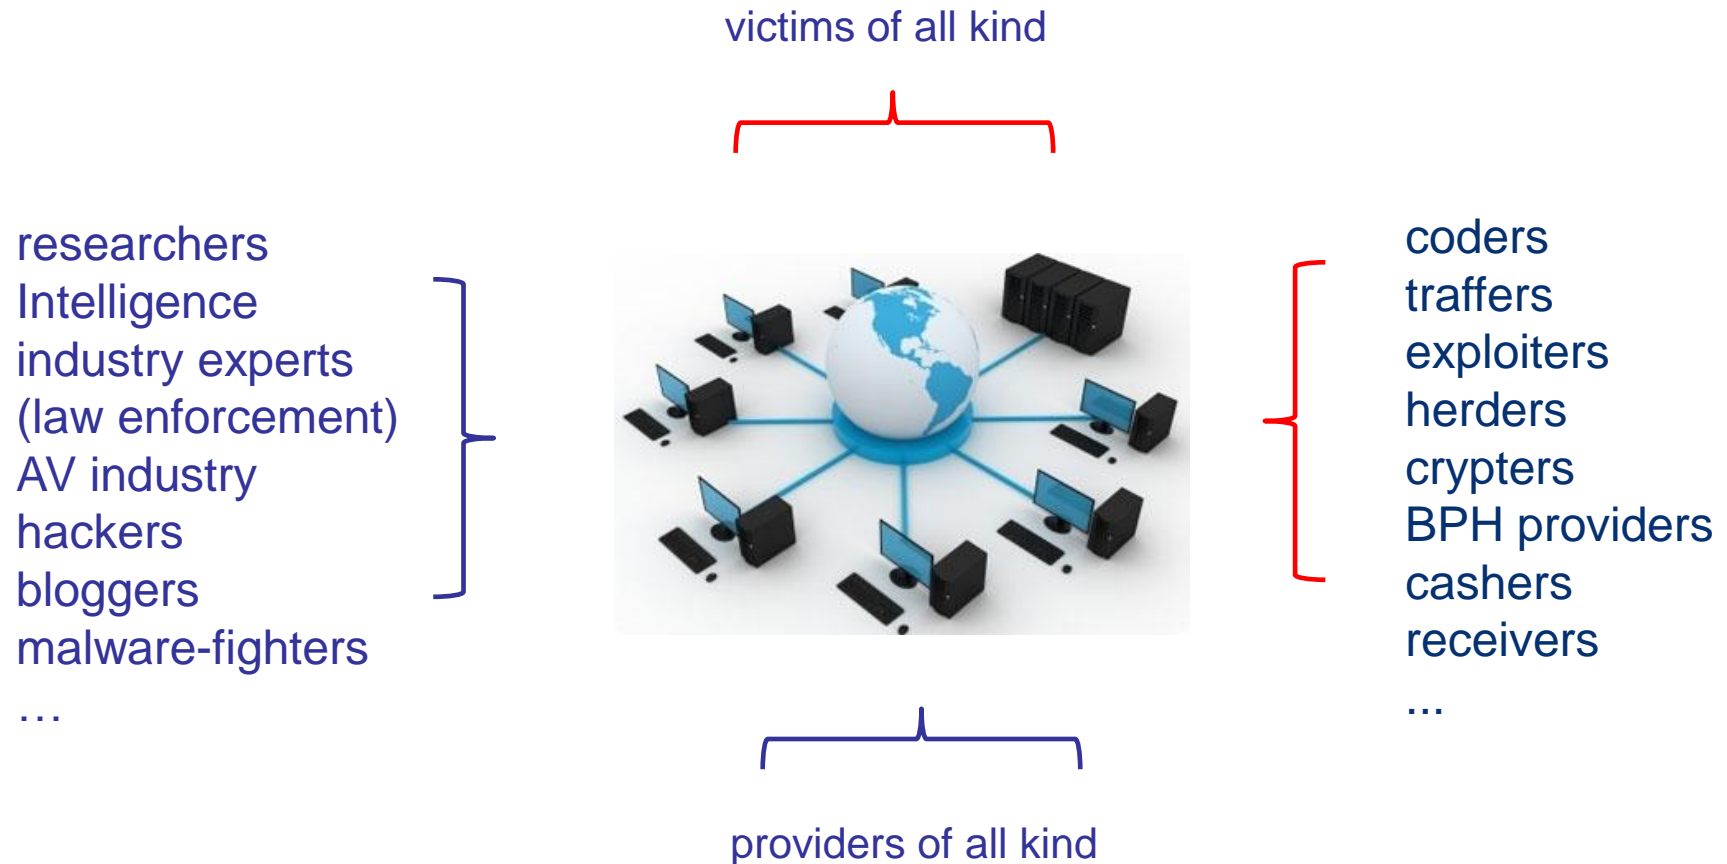 victims of all kind
researchers
Intelligence
industry experts
(law enforcement)
AV industry
hackers
bloggers
malware-fighters
…
coders
traffers
exploiters
herders
crypters
BPH providers
cashers
receivers
...
providers of all kind